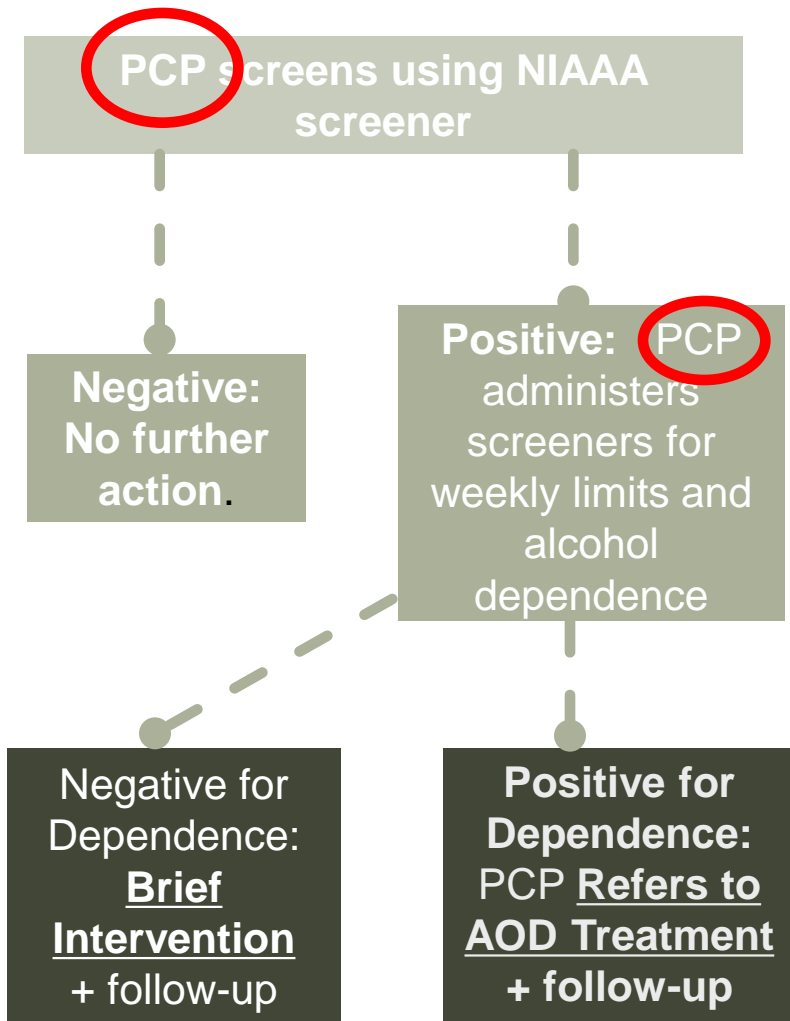 PCP screens using NIAAA
screener
Negative:
No further
action.
Positive: PCP
administers
screeners for
weekly limits and
alcohol
dependence
Negative for
Dependence:
Brief
Intervention
+ follow-up
Positive for
Dependence:
PCP Refers to
AOD Treatment
+ follow-up